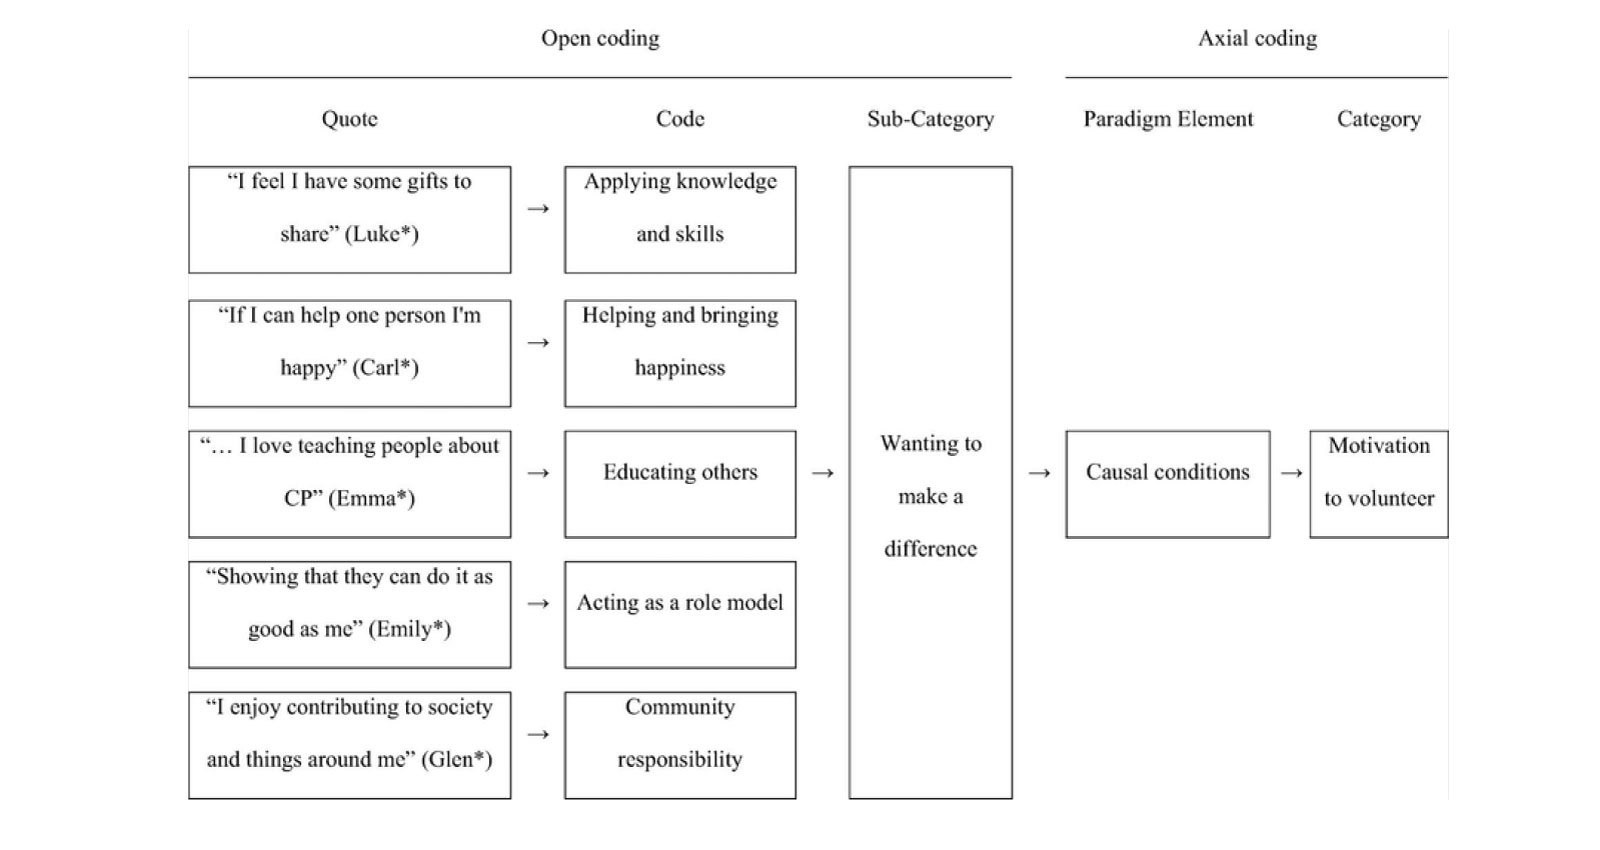 Open coding
Axial coding
Quote
Code
Sub-Category
Paradigm Element
Category
“I feel I have some gifts to
share” (Luke*)
→
Applying knowledge
and skills
“If I can help one person I'm
happy” (Carl*)
→
Helping and bringing
happiness
“… I love teaching people about
CP” (Emma*)
→
Educating others
“Showing that they can do it as
good as me” (Emily*)
→
Acting as a role model
“I enjoy contributing to society
and things around me” (Glen*)
→
Community
responsibility
→
Wanting to
make a
difference
→
Causal conditions
→
Motivation
to volunteer